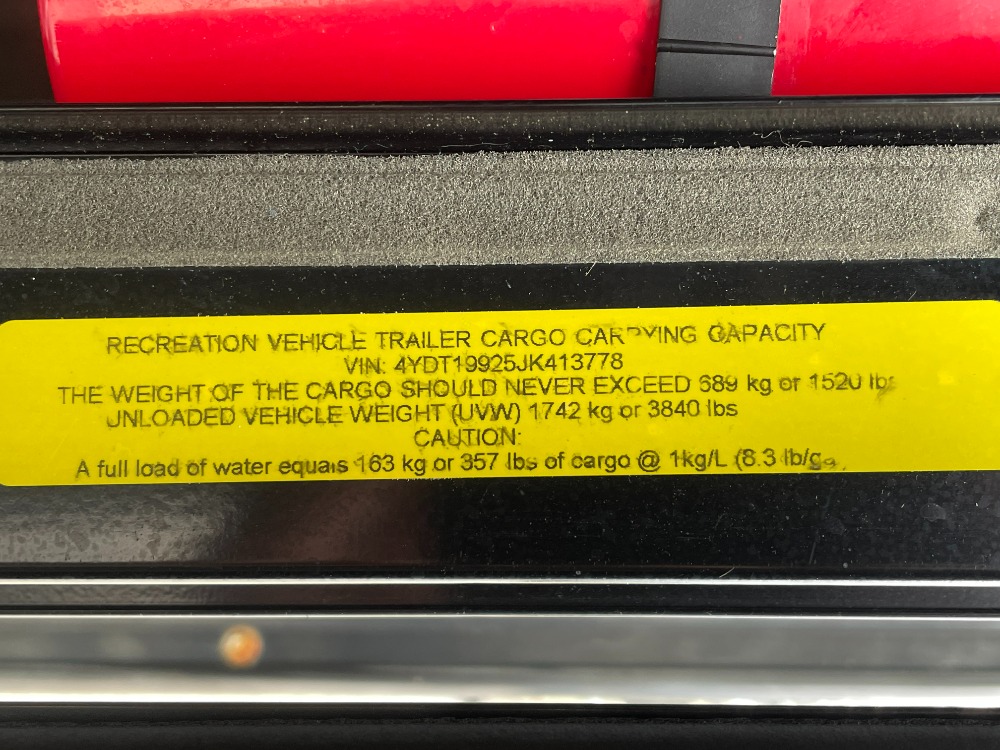 RECREATION VEHICLE TRAILER CARGO CARRYING CAPACITY
VIN: 4YDT19925JK413778
THE WEIGHT OF THE CARGO SHOULD NEVER EXCEED 689 kg or 1520 lbs
UNLOADED VEHICLE WEIGHT (UVW) 1742 kg or 3840 lbs
CAUTION:
A full load of water equals 163 kg or 357 lbs of cargo @ 1kg/L (8.3 lb/ga